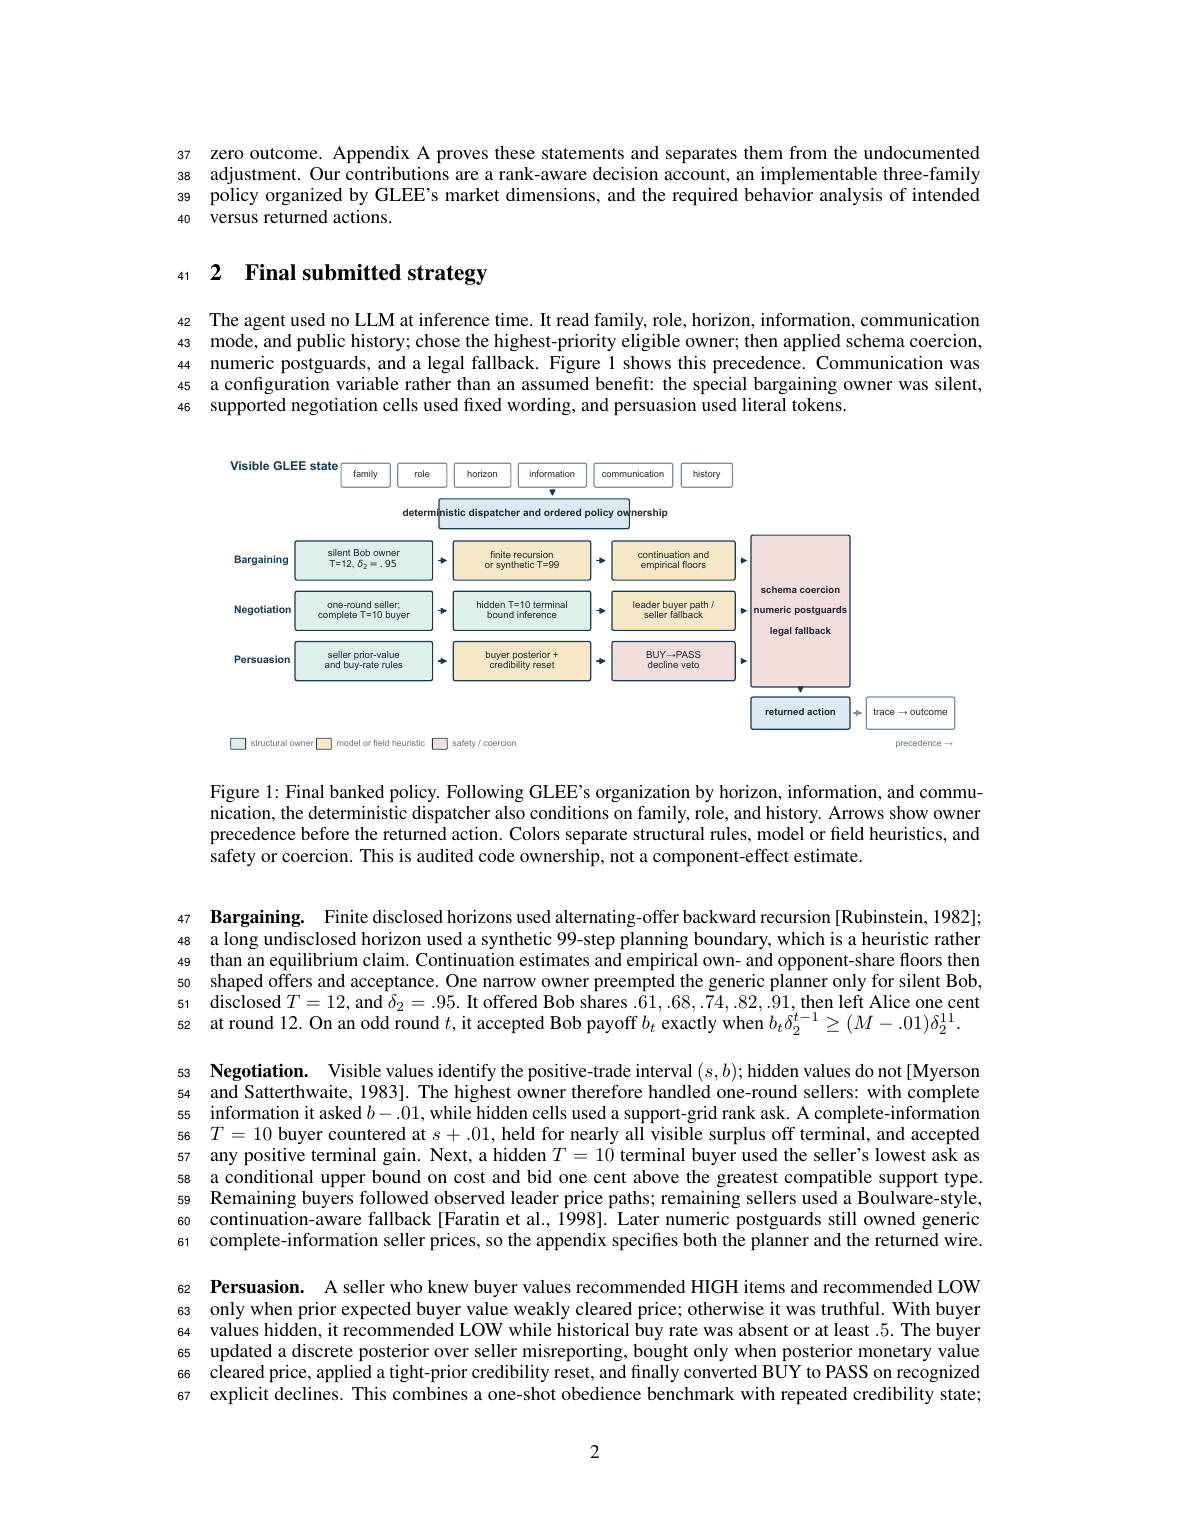 37 zero outcome. Appendix A proves these statements and separates them from the undocumented
38 adjustment. Our contributions are a rank-aware decision account, an implementable three-family
39 policy organized by GLEE's market dimensions, and the required behavior analysis of intended
40 versus returned actions.
41 2 Final submitted strategy
42 The agent used no LLM at inference time. It read family, role, horizon, information, communication
43 mode, and public history; chose the highest-priority eligible owner; then applied schema coercion,
44 numeric postguards, and a legal fallback. Figure 1 shows this precedence. Communication was
45 a configuration variable rather than an assumed benefit: the special bargaining owner was silent,
46 supported negotiation cells used fixed wording, and persuasion used literal tokens.
Visible GLEE state family role horizon information communication history
deterministic dispatcher and ordered policy ownership
Bargaining
silent Bob owner
T=12, δ₂ = .95
finite recursion
or synthetic T=99
continuation and
empirical floors
Negotiation
one-round seller;
complete T=10 buyer
hidden T=10 terminal
bound inference
leader buyer path /
seller fallback
Persuasion
seller prior-value
and buy-rate rules
buyer posterior +
credibility reset
BUY→PASS
decline veto
schema coercion
numeric postguards
legal fallback
returned action trace → outcome
structural owner model or field heuristic safety / coercion precedence →
Figure 1: Final banked policy. Following GLEE's organization by horizon, information, and commu-
nication, the deterministic dispatcher also conditions on family, role, and history. Arrows show owner
precedence before the returned action. Colors separate structural rules, model or field heuristics, and
safety or coercion. This is audited code ownership, not a component-effect estimate.
47 Bargaining. Finite disclosed horizons used alternating-offer backward recursion [Rubinstein, 1982];
48 a long undisclosed horizon used a synthetic 99-step planning boundary, which is a heuristic rather
49 than an equilibrium claim. Continuation estimates and empirical own- and opponent-share floors then
50 shaped offers and acceptance. One narrow owner preempted the generic planner only for silent Bob,
51 disclosed T = 12, and δ₂ = .95. It offered Bob shares .61, .68, .74, .82, .91, then left Alice one cent
52 at round 12. On an odd round t, it accepted Bob payoff bₜ exactly when bₜδ₂ᵗ⁻¹ ≥ (M − .01)δ₂¹¹.
53 Negotiation. Visible values identify the positive-trade interval (s, b); hidden values do not [Myerson
54 and Satterthwaite, 1983]. The highest owner therefore handled one-round sellers: with complete
55 information it asked b − .01, while hidden cells used a support-grid rank ask. A complete-information
56 T = 10 buyer countered at s + .01, held for nearly all visible surplus off terminal, and accepted
57 any positive terminal gain. Next, a hidden T = 10 terminal buyer used the seller's lowest ask as
58 a conditional upper bound on cost and bid one cent above the greatest compatible support type.
59 Remaining buyers followed observed leader price paths; remaining sellers used a Boulware-style,
60 continuation-aware fallback [Faratin et al., 1998]. Later numeric postguards still owned generic
61 complete-information seller prices, so the appendix specifies both the planner and the returned wire.
62 Persuasion. A seller who knew buyer values recommended HIGH items and recommended LOW
63 only when prior expected buyer value weakly cleared price; otherwise it was truthful. With buyer
64 values hidden, it recommended LOW while historical buy rate was absent or at least .5. The buyer
65 updated a discrete posterior over seller misreporting, bought only when posterior monetary value
66 cleared price, applied a tight-prior credibility reset, and finally converted BUY to PASS on recognized
67 explicit declines. This combines a one-shot obedience benchmark with repeated credibility state;
2